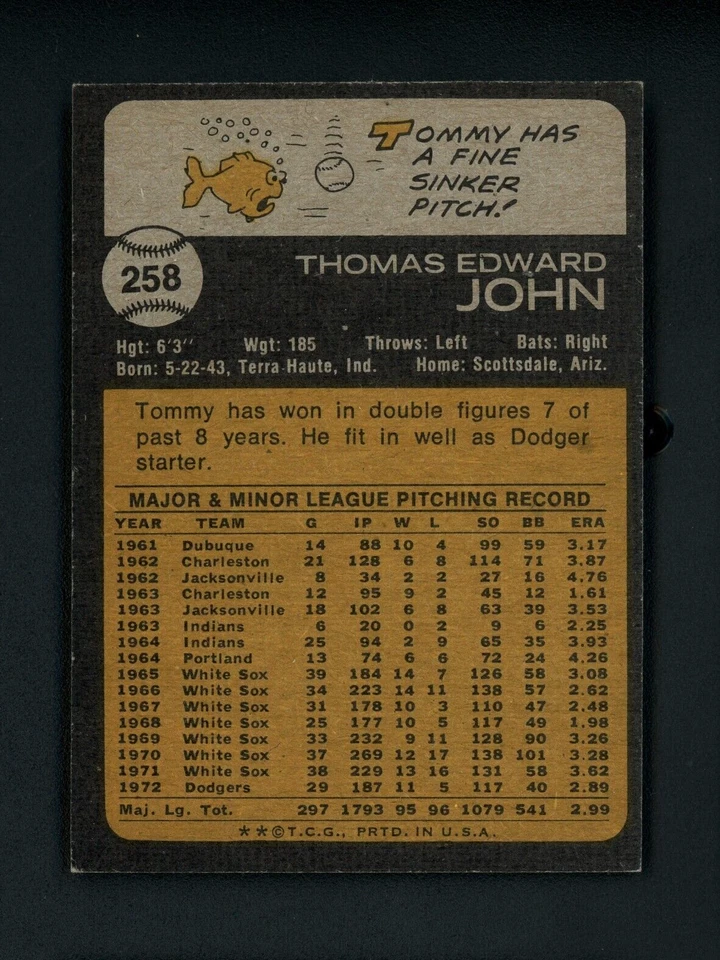 TOMMY HAS
A FINE
SINKER
PITCH!
258
THOMAS EDWARD
JOHN
Hgt: 6'3" Wgt: 185 Throws: Left Bats: Right
Born: 5-22-43, Terra Haute, Ind. Home: Scottsdale, Ariz.
Tommy has won in double figures 7 of
past 8 years. He fit in well as Dodger
starter.
MAJOR & MINOR LEAGUE PITCHING RECORD
YEAR TEAM G IP W L SO BB ERA
1961 Dubuque 14 88 10 4 99 59 3.17
1962 Charleston 21 128 6 8 114 71 3.87
1962 Jacksonville 8 34 2 2 27 16 4.76
1963 Charleston 12 95 9 2 45 12 1.61
1963 Jacksonville 18 102 6 8 63 39 3.53
1963 Indians 6 20 0 2 9 6 2.25
1964 Indians 25 94 2 9 65 35 3.93
1964 Portland 13 74 6 6 72 24 4.26
1965 White Sox 39 184 14 7 126 58 3.08
1966 White Sox 34 223 14 11 138 57 2.62
1967 White Sox 31 178 10 3 110 47 2.48
1968 White Sox 25 177 10 5 117 49 1.98
1969 White Sox 33 232 9 11 128 90 3.26
1970 White Sox 37 269 12 17 138 101 3.28
1971 White Sox 38 229 13 16 131 58 3.62
1972 Dodgers 29 187 11 5 117 40 2.89
Maj. Lg. Tot. 297 1793 95 96 1079 541 2.99
**©T.C.G., PRTD. IN U.S.A.